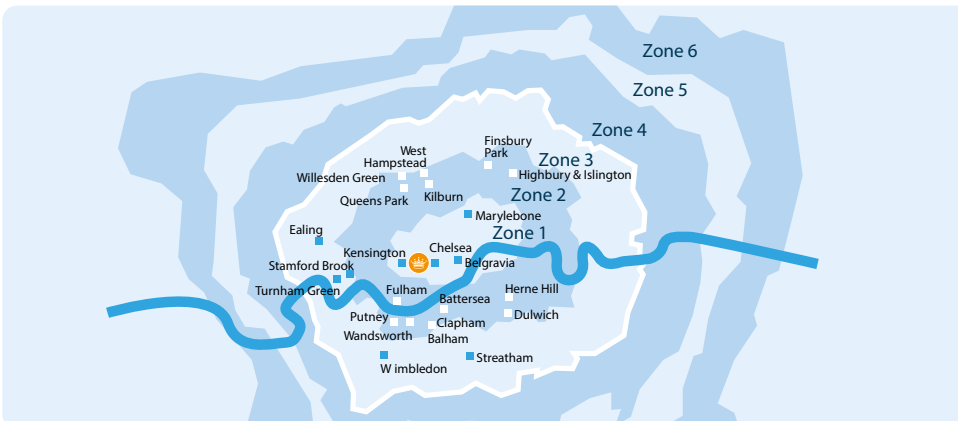 Zone 6
Zone 5
Zone 4
Finsbury
Park
West
Hampstead
Zone 3
Willesden Green
Highbury & Islington
Queens Park
Kilburn
Zone 2
Marylebone
Ealing
Zone 1
Kensington
Chelsea
Stamford Brook
Belgravia
Turnham Green
Fulham
Herne Hill
Battersea
Putney
Clapham
Dulwich
Wandsworth
Balham
W imbledon
Streatham